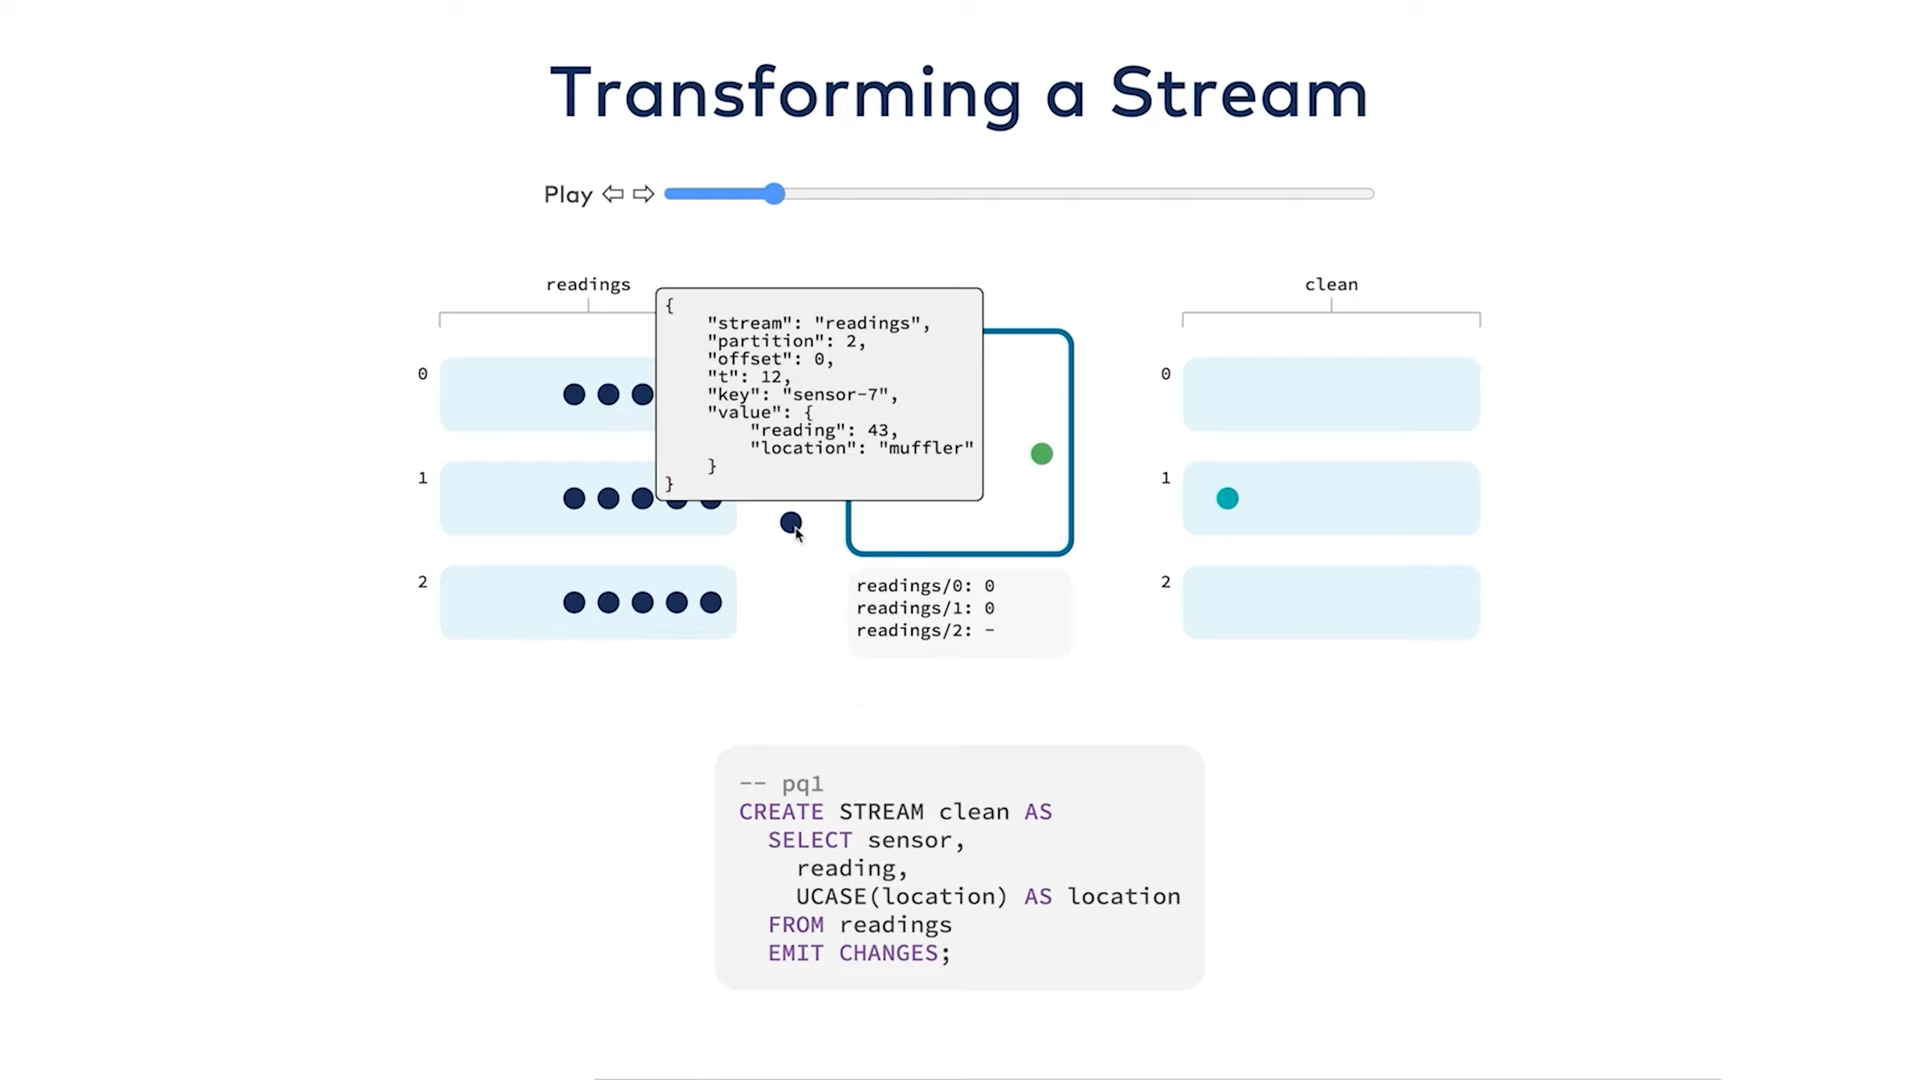 Transforming a Stream
Play ⇦ ⇨
readings
clean
{
    "stream": "readings",
    "partition": 2,
    "offset": 0,
    "t": 12,
    "key": "sensor-7",
    "value": {
        "reading": 43,
        "location": "muffler"
    }
}
0
1
2
0
1
2
readings/0: 0
readings/1: 0
readings/2: -
-- pq1
CREATE STREAM clean AS
  SELECT sensor,
    reading,
    UCASE(location) AS location
  FROM readings
  EMIT CHANGES;